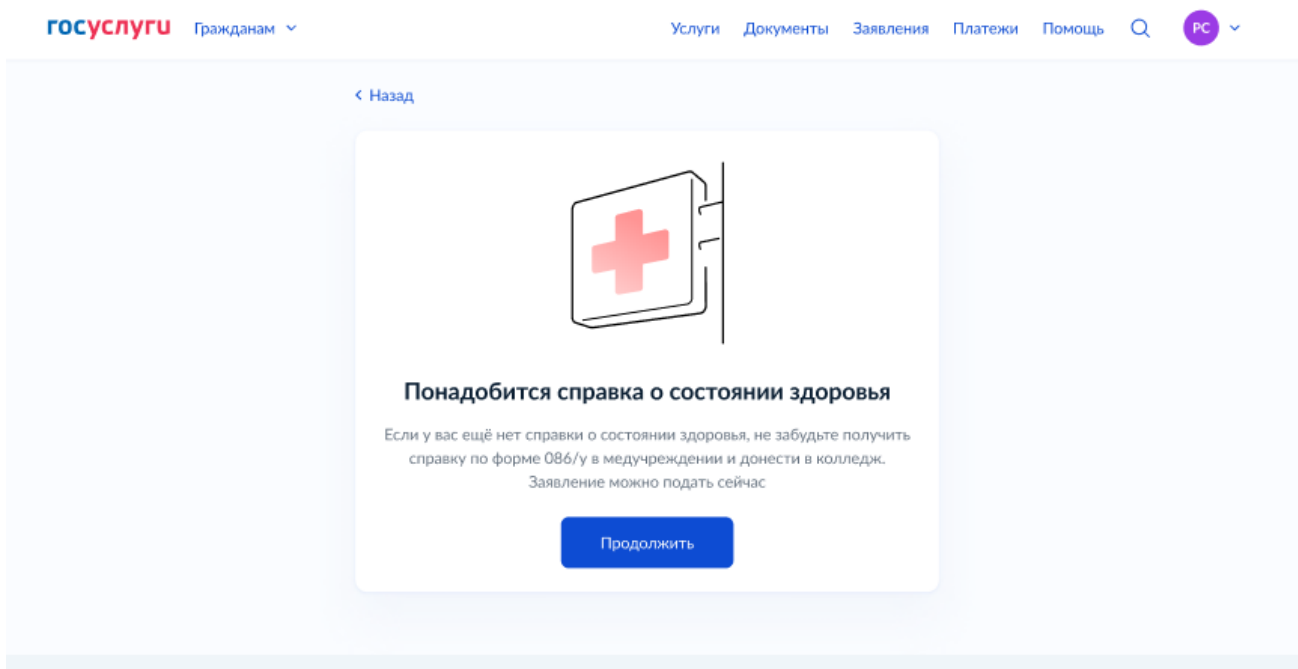 госуслуги Гражданам Услуги Документы Заявления Платежи Помощь РС
Назад
Понадобится справка о состоянии здоровья
Если у вас ещё нет справки о состоянии здоровья, не забудьте получить
справку по форме 086/у в медучреждении и донести в колледж.
Заявление можно подать сейчас
Продолжить